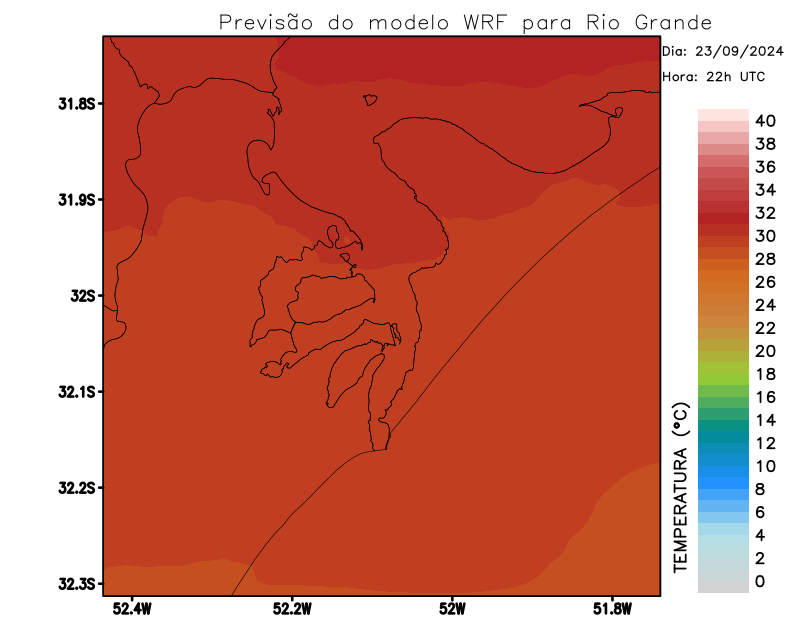 Previsão do modelo WRF para Rio Grande
Dia: 23/09/2024
Hora: 22h UTC
31.8S
31.9S
32S
32.1S
32.2S
32.3S
52.4W
52.2W
52W
51.8W
TEMPERATURA (°C)
40
38
36
34
32
30
28
26
24
22
20
18
16
14
12
10
8
6
4
2
0